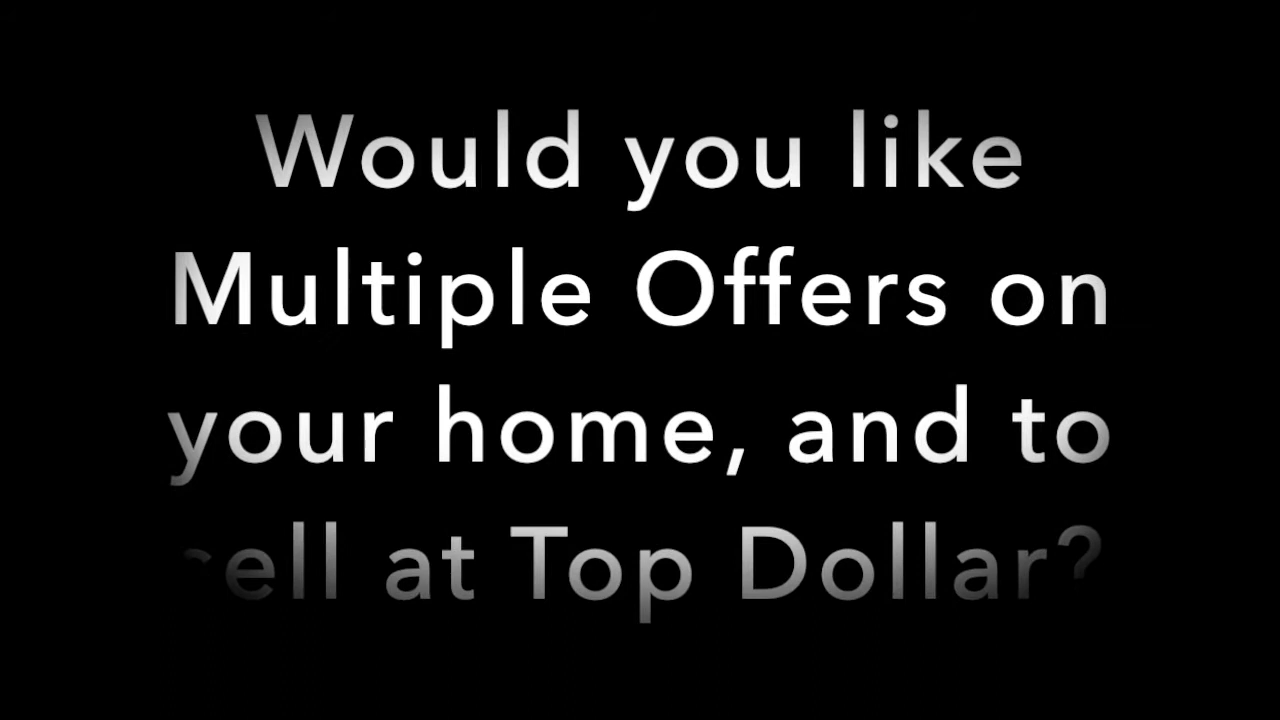 Would you like
Multiple Offers on
your home, and to
sell at Top Dollar?